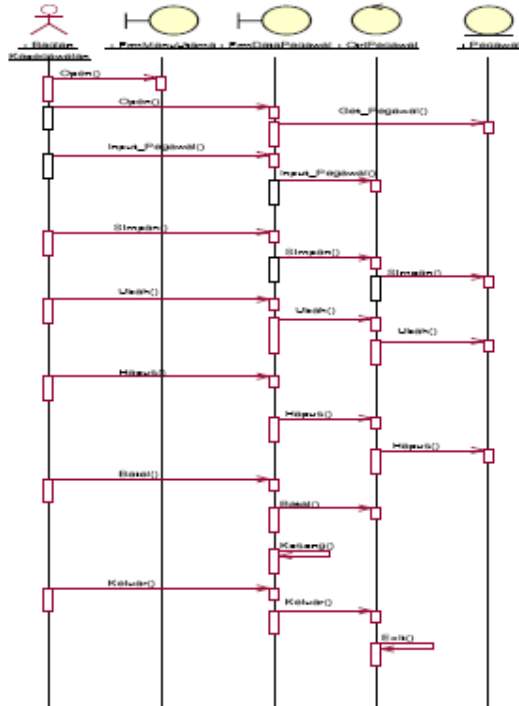 : Bagian
Kepegawaian
: FrmMenuUtama
: FrmDataPegawai
: CtrlPegawai
: Pegawai
Open()
Open()
Get_Pegawai()
Input_Pegawai()
Input_Pegawai()
Simpan()
Simpan()
Simpan()
Ubah()
Ubah()
Ubah()
Hapus()
Hapus()
Hapus()
Batal()
Batal()
Kosong()
Keluar()
Keluar()
Exit()